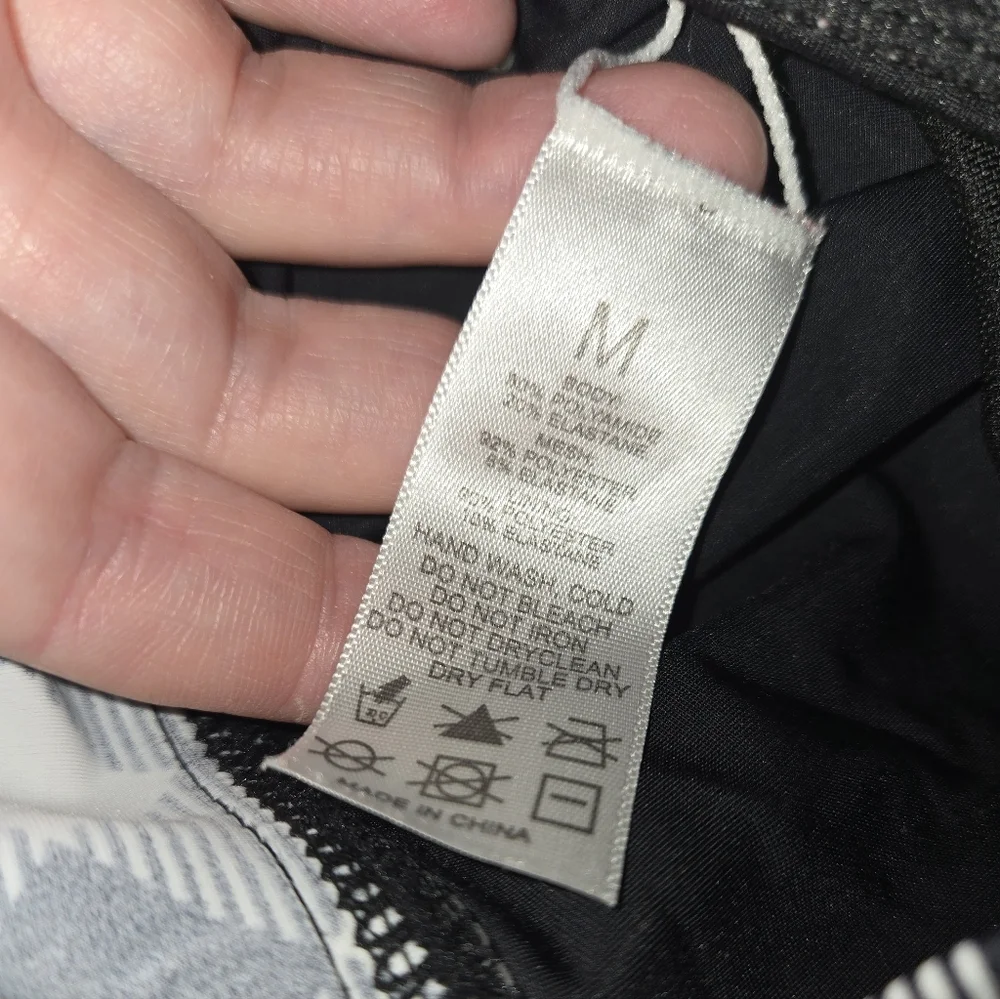 M
BODY
80% POLYAMIDE
20% ELASTANE
MESH
92% POLYESTER
8% ELASTANE
LINING
90% POLYESTER
10% ELASTANE
HAND WASH, COLD
DO NOT BLEACH
DO NOT IRON
DO NOT DRYCLEAN
DO NOT TUMBLE DRY
DRY FLAT
MADE IN CHINA